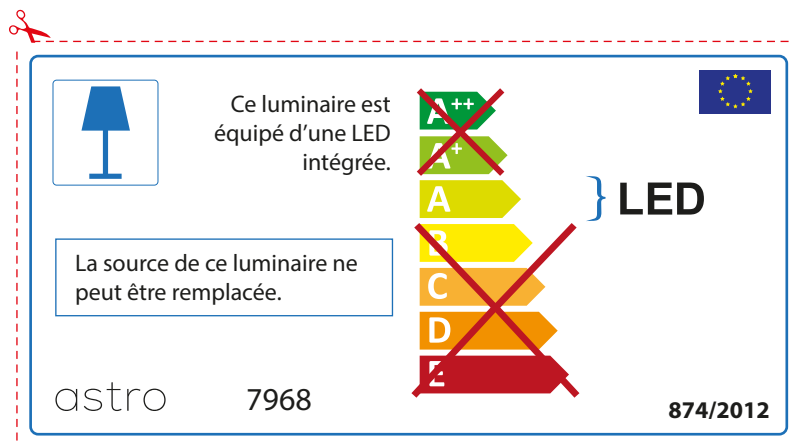 Ce luminaire est
équipé d'une LED
intégrée.
A++
A+
A
B
C
D
E
LED
La source de ce luminaire ne
peut être remplacée.
astro
7968
874/2012